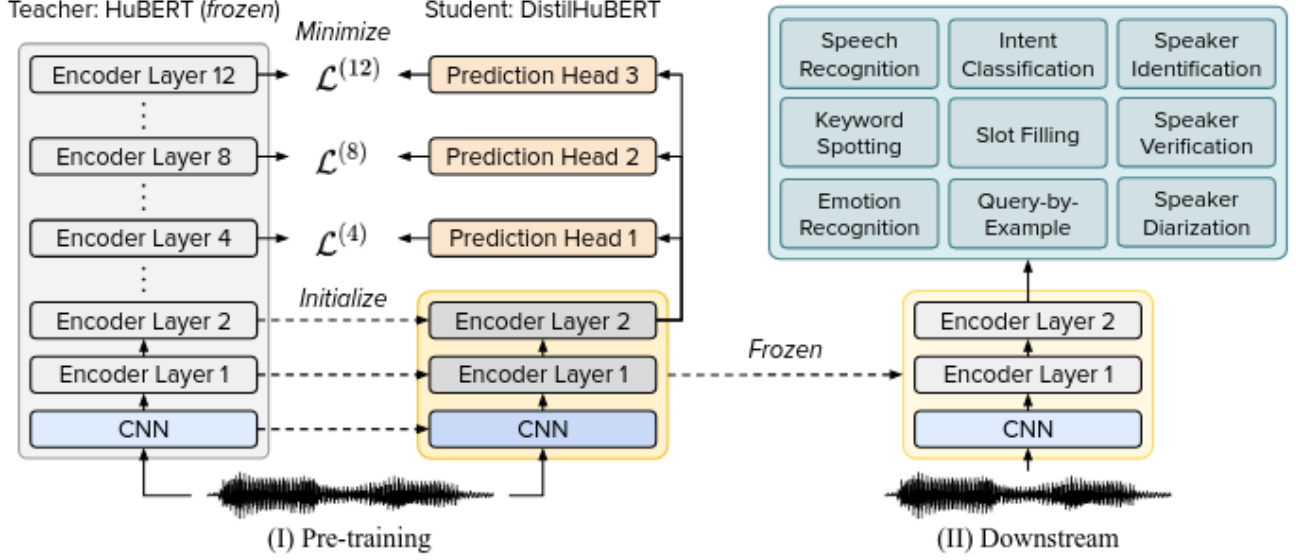 Teacher: HuBERT (frozen)
Minimize
Student: DistilHuBERT
Encoder Layer 12
ℒ(12)
Prediction Head 3
Encoder Layer 8
ℒ(8)
Prediction Head 2
Encoder Layer 4
ℒ(4)
Prediction Head 1
Initialize
Encoder Layer 2
Encoder Layer 2
Encoder Layer 1
Encoder Layer 1
CNN
CNN
(I) Pre-training
Frozen
Speech
Recognition
Intent
Classification
Speaker
Identification
Keyword
Spotting
Slot Filling
Speaker
Verification
Emotion
Recognition
Query-by-
Example
Speaker
Diarization
Encoder Layer 2
Encoder Layer 1
CNN
(II) Downstream